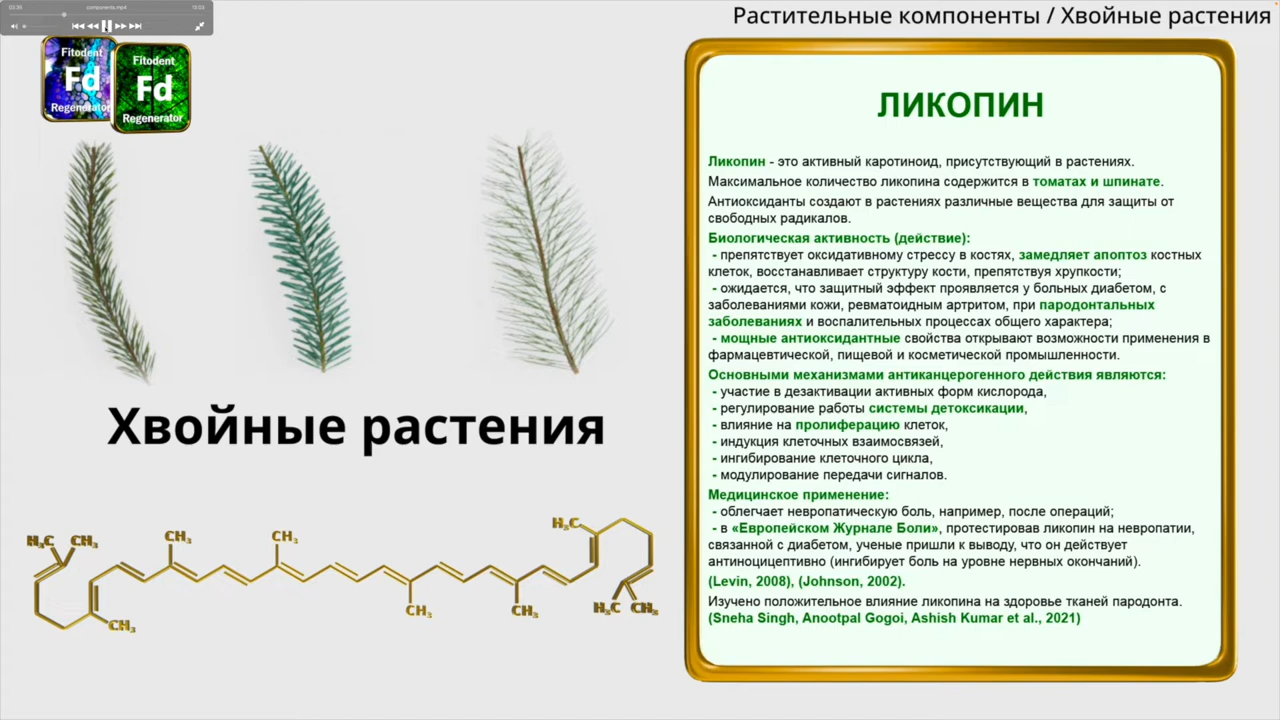 03:36
components.mp4
13:03
Растительные компоненты / Хвойные растения
Fitodent
Fd
Regenerator
Fitodent
Fd
Regenerator
Хвойные растения
H₃C
CH₃
CH₃
CH₃
H₃C
CH₃
CH₃
CH₃
H₃C
CH₃
ЛИКОПИН
Ликопин - это активный каротиноид, присутствующий в растениях.
Максимальное количество ликопина содержится в томатах и шпинате.
Антиоксиданты создают в растениях различные вещества для защиты от
свободных радикалов.
Биологическая активность (действие):
- препятствует оксидативному стрессу в костях, замедляет апоптоз костных
клеток, восстанавливает структуру кости, препятствуя хрупкости;
- ожидается, что защитный эффект проявляется у больных диабетом, с
заболеваниями кожи, ревматоидным артритом, при пародонтальных
заболеваниях и воспалительных процессах общего характера;
- мощные антиоксидантные свойства открывают возможности применения в
фармацевтической, пищевой и косметической промышленности.
Основными механизмами антиканцерогенного действия являются:
- участие в дезактивации активных форм кислорода,
- регулирование работы системы детоксикации,
- влияние на пролиферацию клеток,
- индукция клеточных взаимосвязей,
- ингибирование клеточного цикла,
- модулирование передачи сигналов.
Медицинское применение:
- облегчает невропатическую боль, например, после операций;
- в «Европейском Журнале Боли», протестировав ликопин на невропатии,
связанной с диабетом, ученые пришли к выводу, что он действует
антиноцицептивно (ингибирует боль на уровне нервных окончаний).
(Levin, 2008), (Johnson, 2002).
Изучено положительное влияние ликопина на здоровье тканей пародонта.
(Sneha Singh, Anootpal Gogoi, Ashish Kumar et al., 2021)